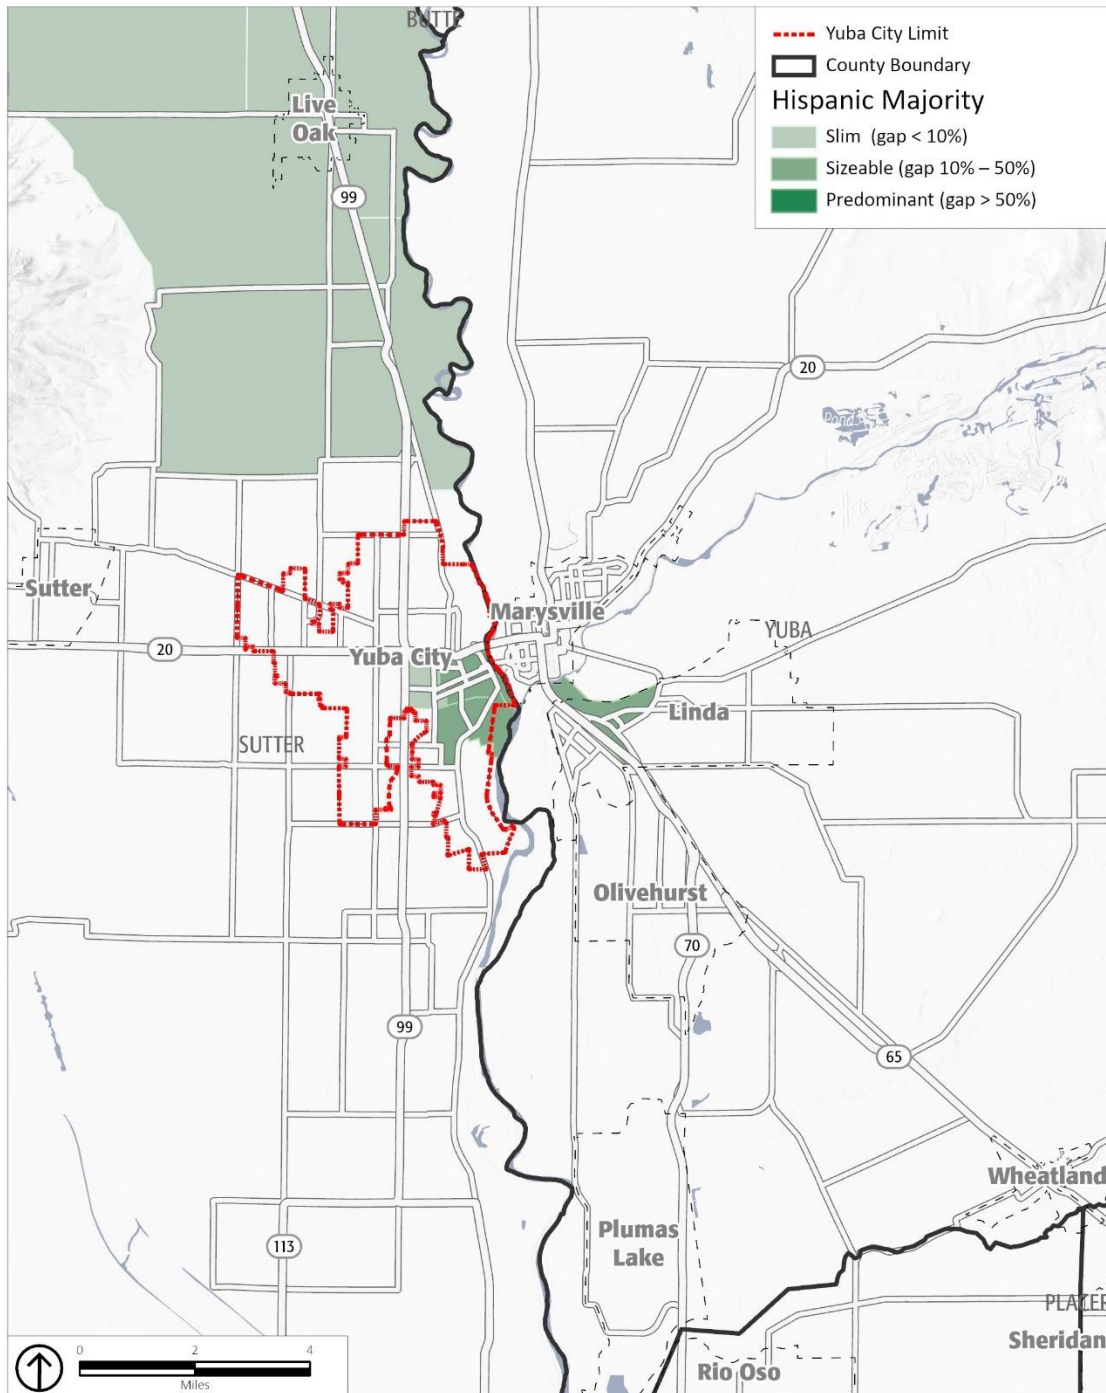 BUTTE
Yuba City Limit
County Boundary
Hispanic Majority
Slim (gap < 10%)
Sizeable (gap 10% – 50%)
Predominant (gap > 50%)
Live
Oak
99
20
Sutter
Marysville
20
Yuba City
YUBA
Linda
SUTTER
Olivehurst
70
99
65
Wheatland
Plumas
Lake
113
PLACER
Sheridan
Rio Oso
0 2 4
Miles